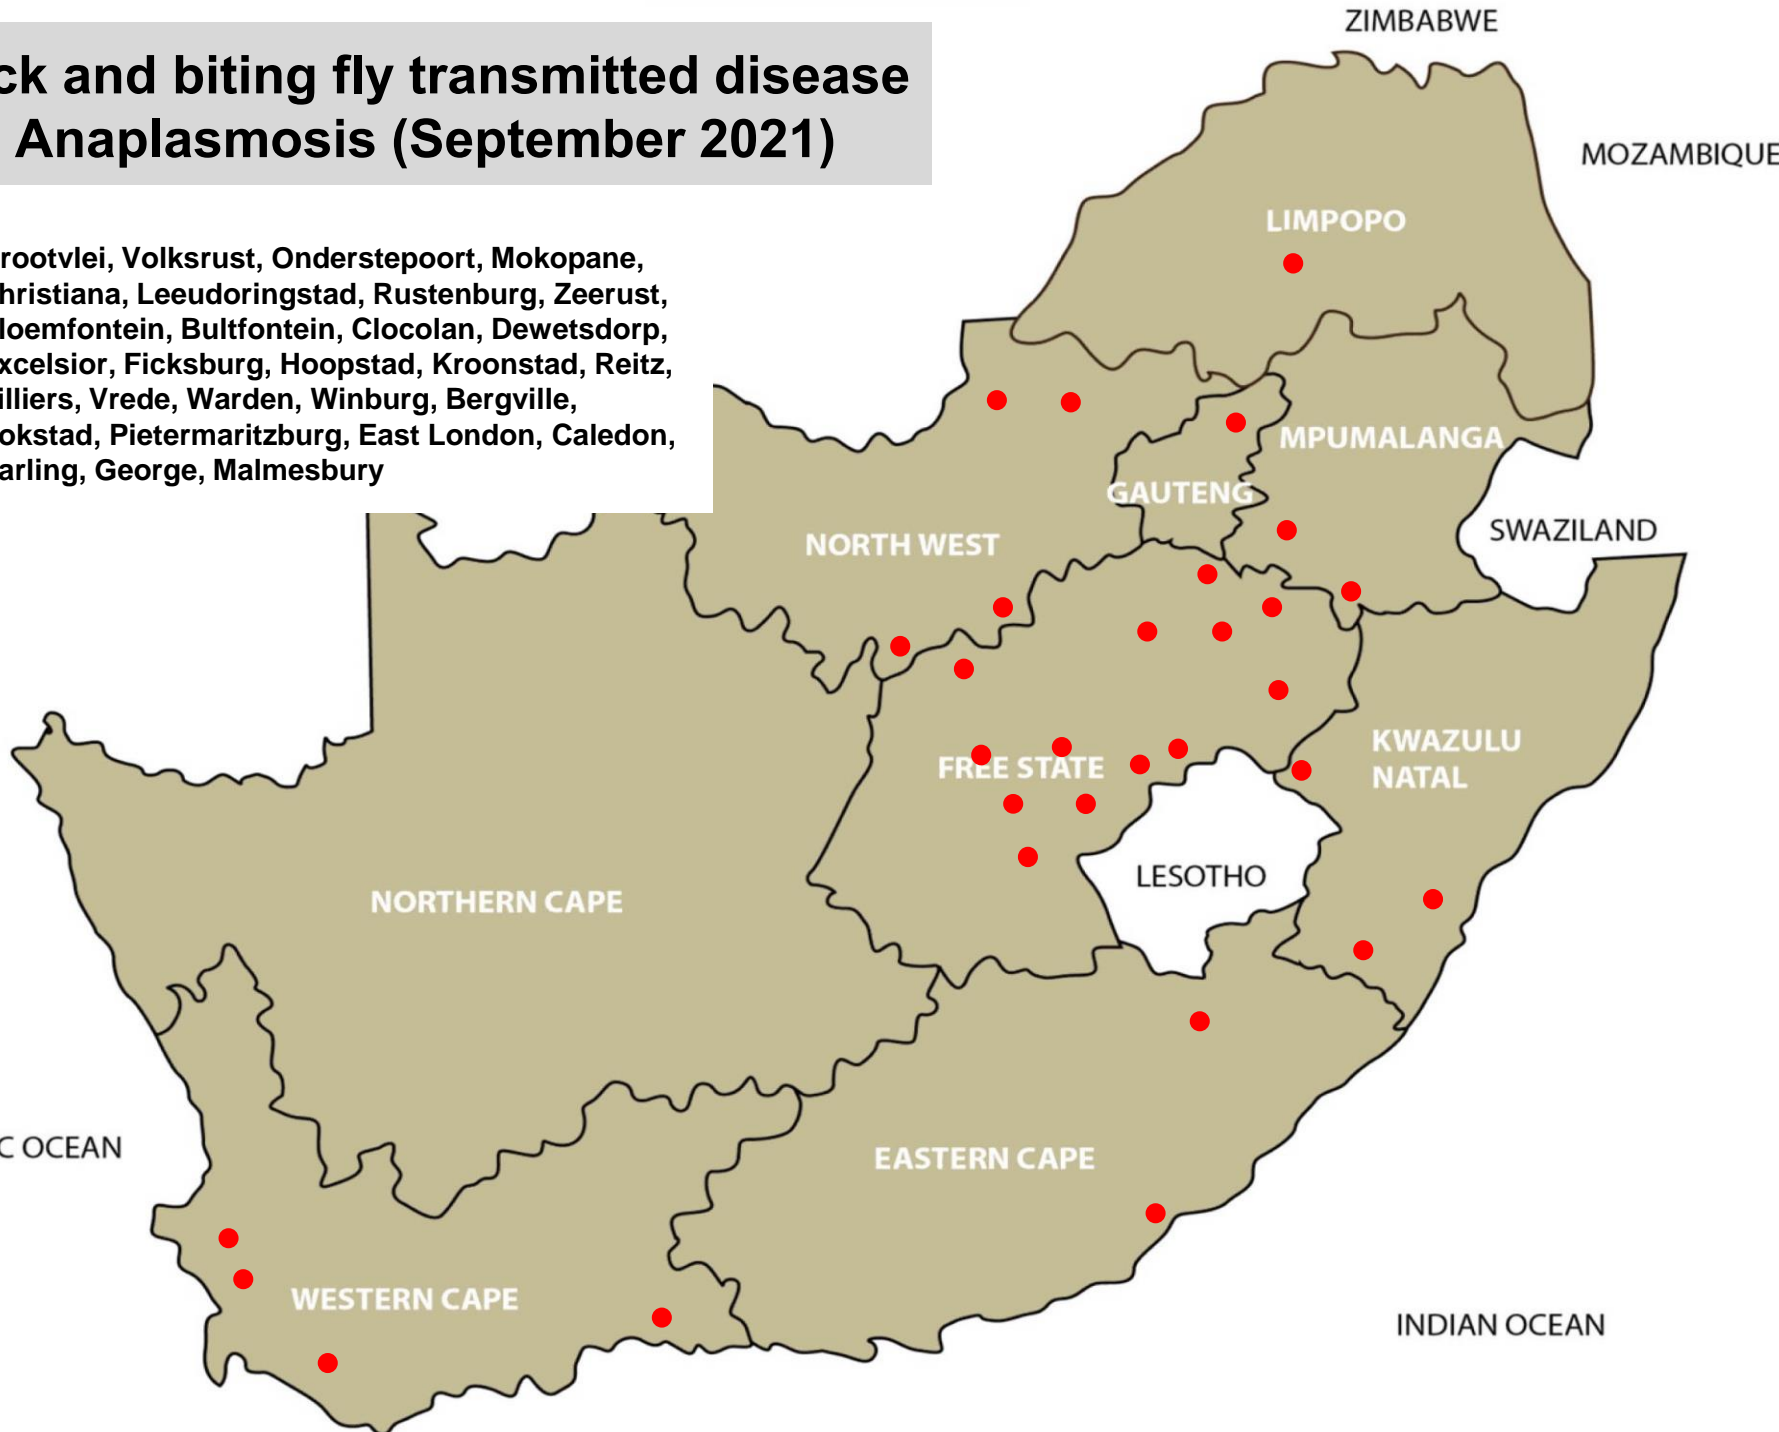 ck and biting fly transmitted disease
Anaplasmosis (September 2021)
rootvlei, Volksrust, Onderstepoort, Mokopane,
hristiana, Leeudoringstad, Rustenburg, Zeerust,
loemfontein, Bultfontein, Clocolan, Dewetsdorp,
xcelsior, Ficksburg, Hoopstad, Kroonstad, Reitz,
illiers, Vrede, Warden, Winburg, Bergville,
okstad, Pietermaritzburg, East London, Caledon,
arling, George, Malmesbury
ZIMBABWE
MOZAMBIQUE
LIMPOPO
MPUMALANGA
GAUTENG
NORTH WEST
SWAZILAND
KWAZULU
NATAL
FREE STATE
LESOTHO
NORTHERN CAPE
C OCEAN
EASTERN CAPE
WESTERN CAPE
INDIAN OCEAN